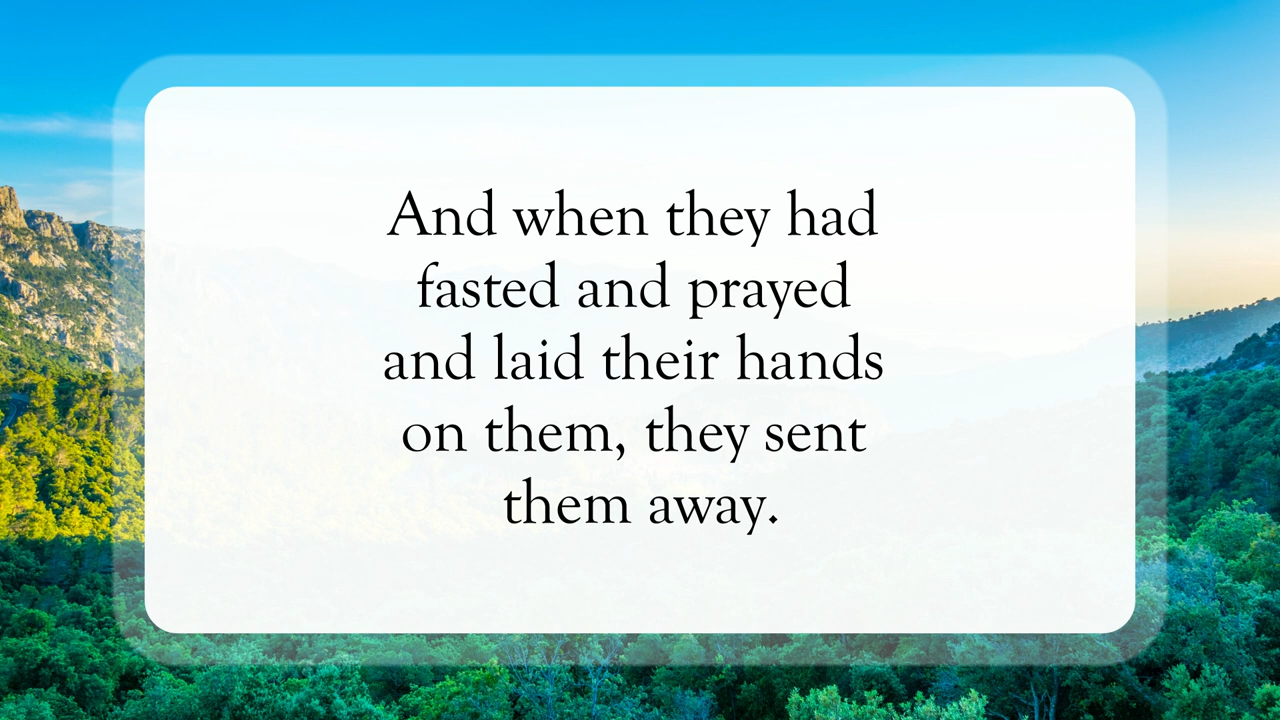 And when they had
fasted and prayed
and laid their hands
on them, they sent
them away.